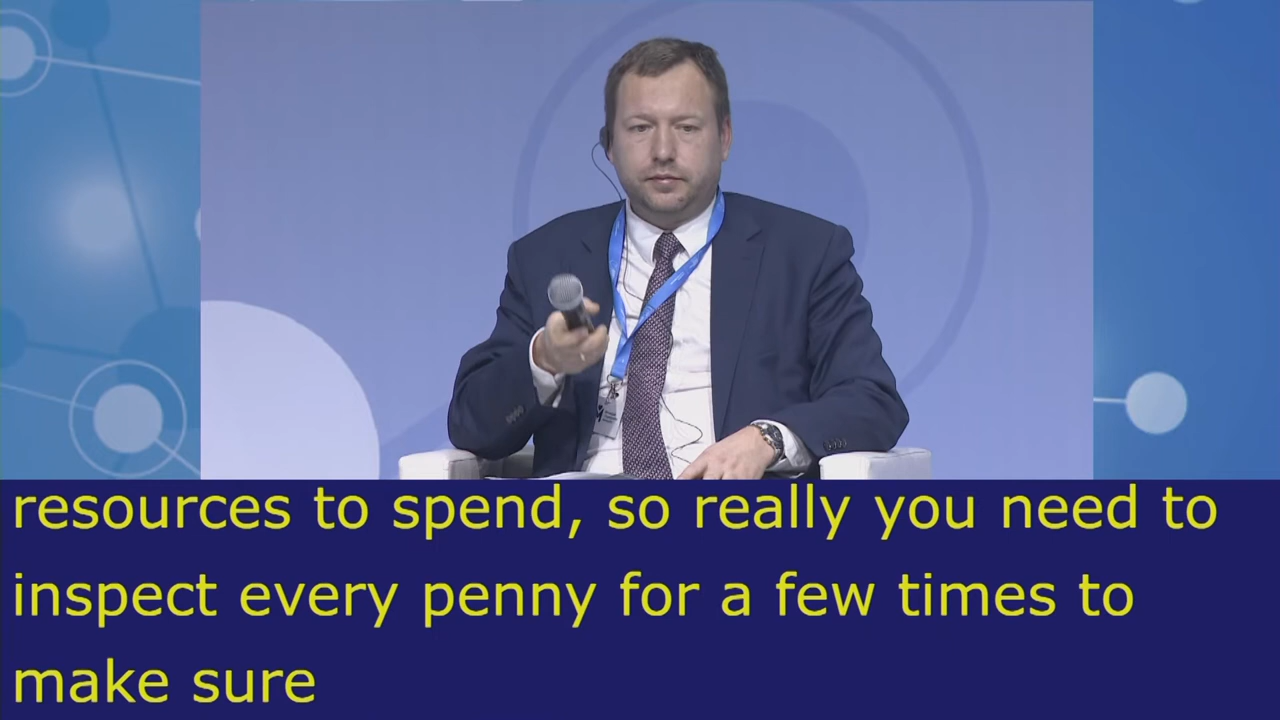 resources to spend, so really you need to
inspect every penny for a few times to
make sure